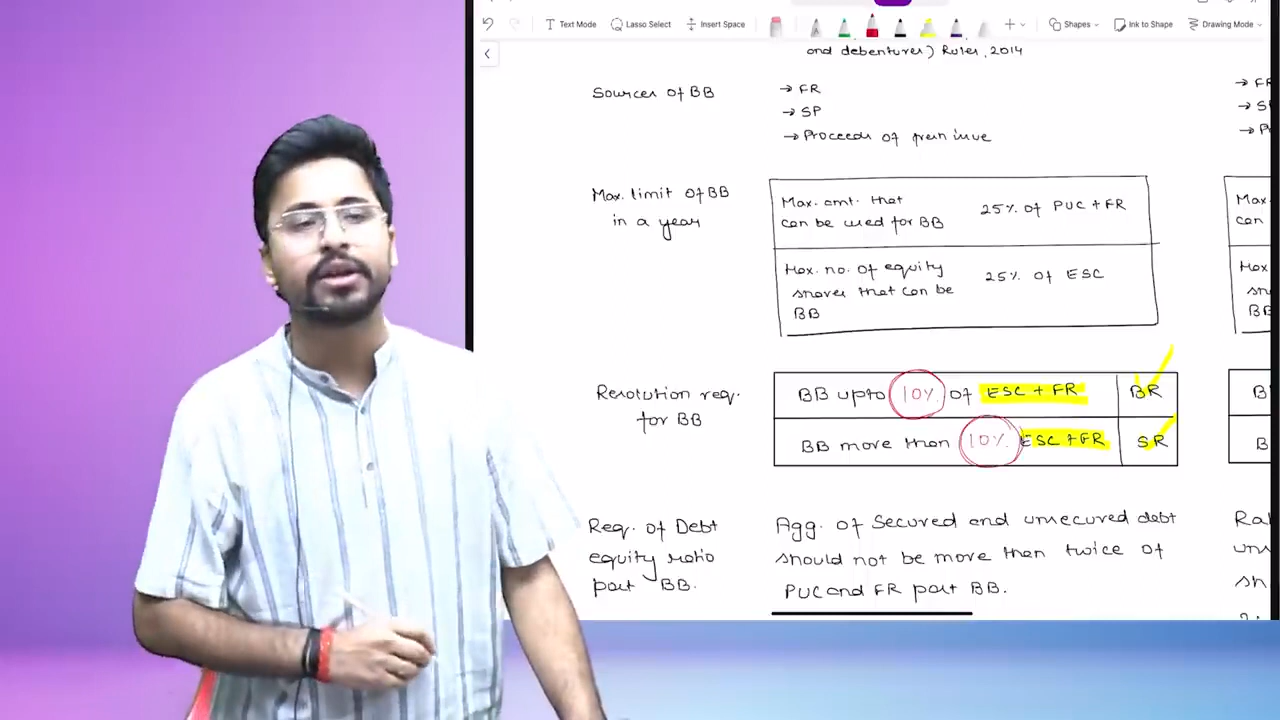 Text Mode
Lasso Select
Insert Space
Shapes
Ink to Shape
Drawing Mode
and debentures) Rules, 2014
Sources of BB
→ FR
→ SP
→ Proceeds of fresh issue
Max. limit of BB
in a year
Max. amt. that
can be used for BB
25% of PUC + FR
Max. no. of equity
shares that can be
BB
25% of ESC
Max
can
Max
BB
Resolution req.
for BB
BB upto 10% of ESC + FR
BR
BB more than 10% ESC + FR
SR
Req. of Debt
equity ratio
post BB.
Agg. of Secured and unsecured debt
should not be more than twice of
PUC and FR post BB.